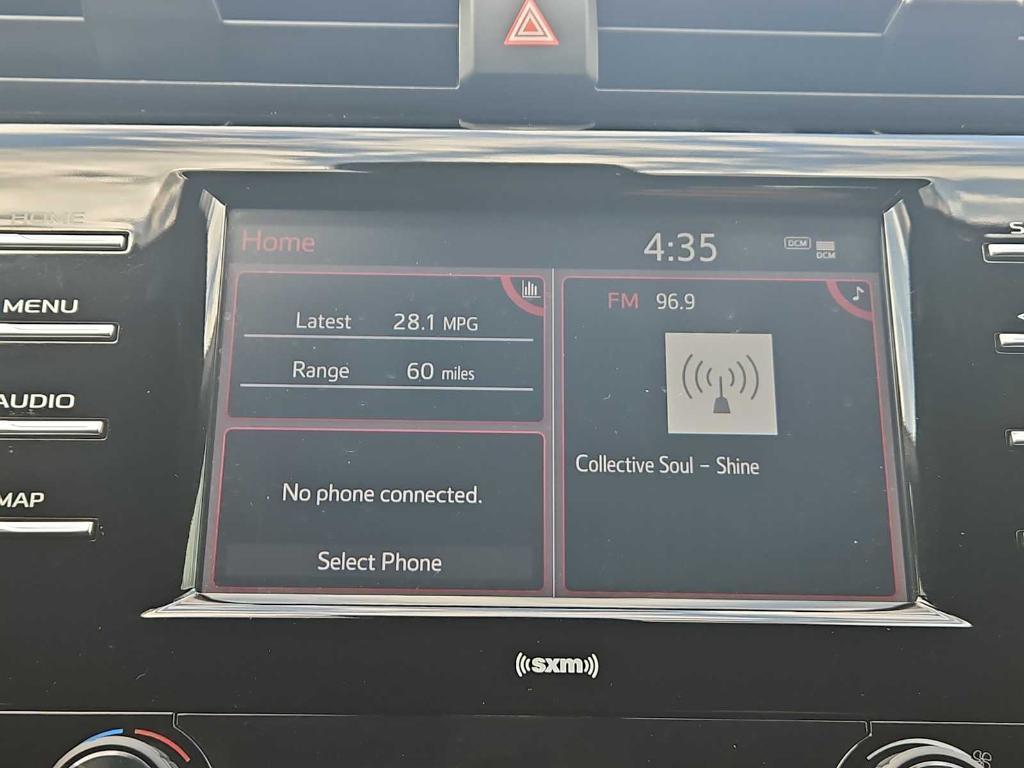 HOME
MENU
AUDIO
MAP
Home
4:35
DCM
DCM
Latest 28.1 MPG
Range 60 miles
No phone connected.
Select Phone
FM 96.9
Collective Soul – Shine
sxm